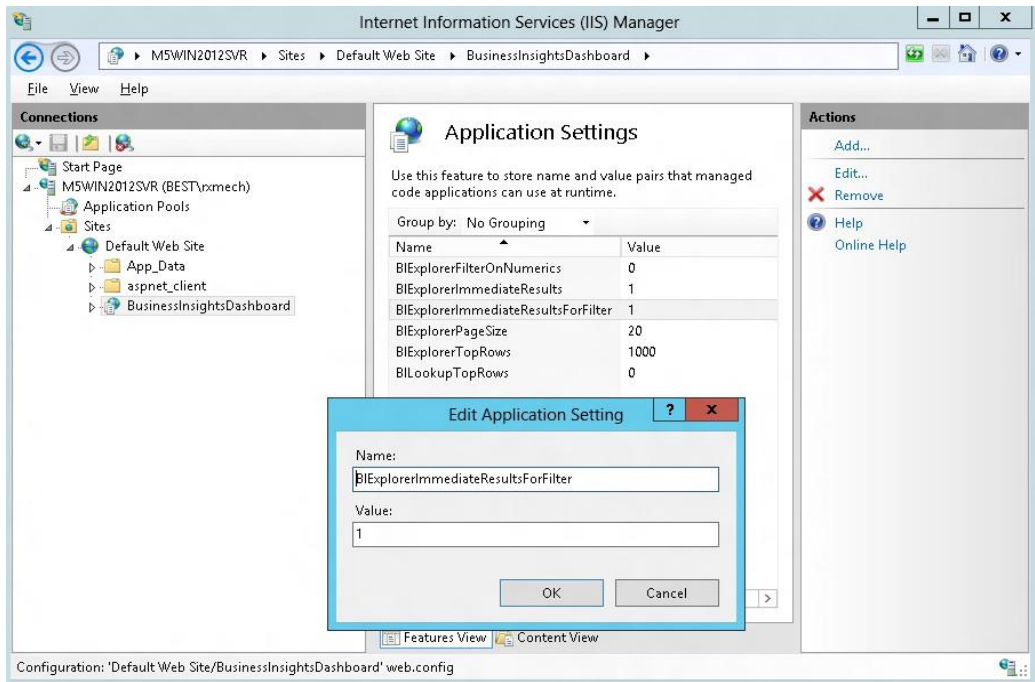 Internet Information Services (IIS) Manager
M5WIN2012SVR Sites Default Web Site BusinessInsightsDashboard
File View Help
Connections
Start Page
M5WIN2012SVR (BEST\rxmech)
Application Pools
Sites
Default Web Site
App_Data
aspnet_client
BusinessInsightsDashboard
Application Settings
Use this feature to store name and value pairs that managed
code applications can use at runtime.
Group by: No Grouping
Name Value
BIExplorerFilterOnNumerics 0
BIExplorerImmediateResults 1
BIExplorerImmediateResultsForFilter 1
BIExplorerPageSize 20
BIExplorerTopRows 1000
BILookupTopRows 0
Edit Application Setting ? x
Name:
BIExplorerImmediateResultsForFilter
Value:
1
OK Cancel
Features View Content View
Actions
Add...
Edit...
Remove
Help
Online Help
Configuration: 'Default Web Site/BusinessInsightsDashboard' web.config